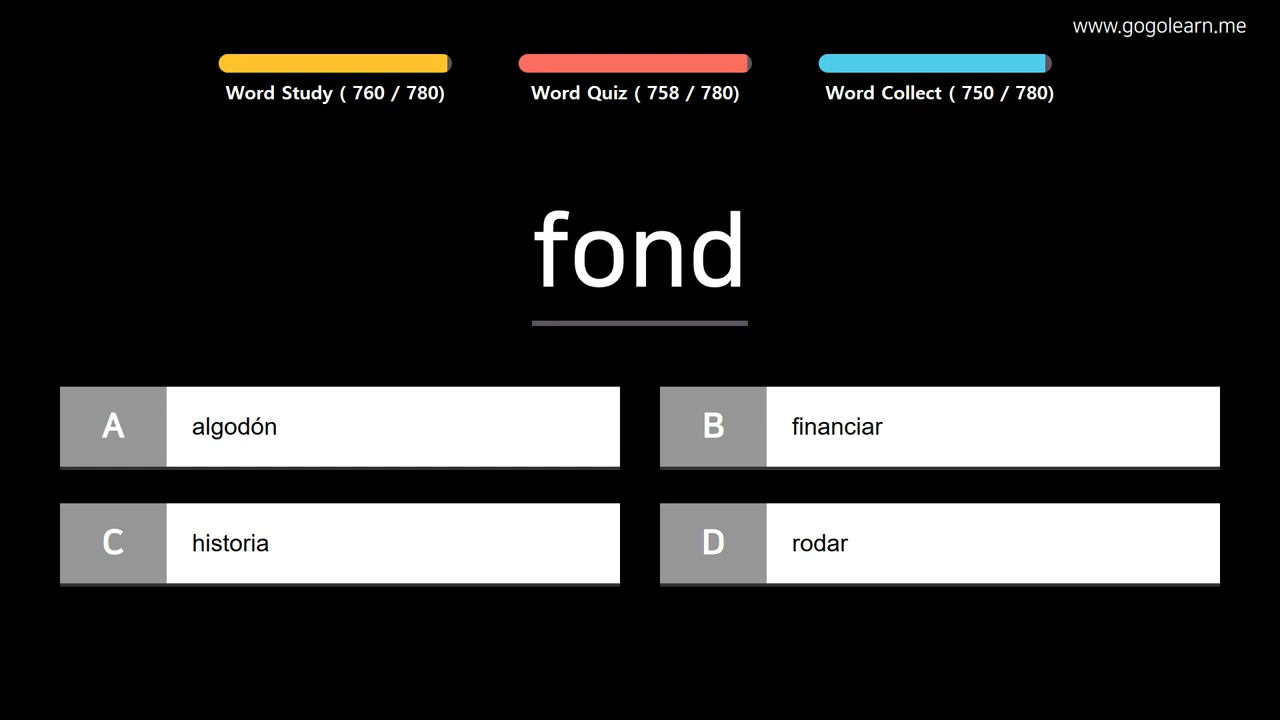 www.gogolearn.me
Word Study ( 760 / 780)
Word Quiz ( 758 / 780)
Word Collect ( 750 / 780)
fond
A algodón
B financiar
C historia
D rodar